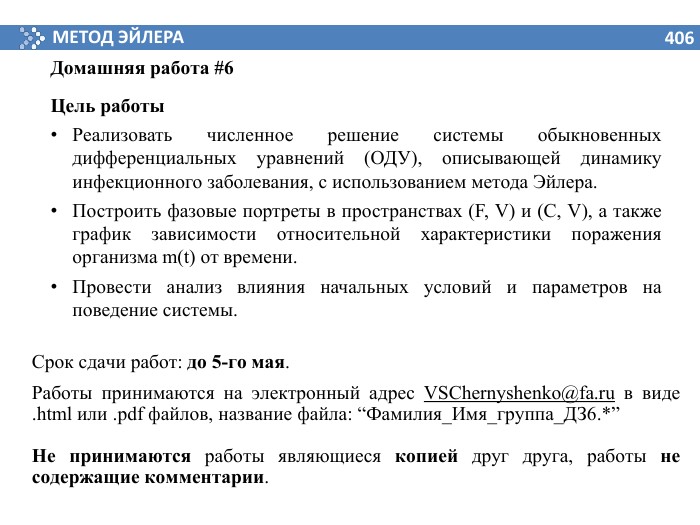 МЕТОД ЭЙЛЕРА
406
Домашняя работа #6
Цель работы
• Реализовать численное решение системы обыкновенных
дифференциальных уравнений (ОДУ), описывающей динамику
инфекционного заболевания, с использованием метода Эйлера.
• Построить фазовые портреты в пространствах (F, V) и (C, V), а также
график зависимости относительной характеристики поражения
организма m(t) от времени.
• Провести анализ влияния начальных условий и параметров на
поведение системы.
Срок сдачи работ: до 5-го мая.
Работы принимаются на электронный адрес VSChernyshenko@fa.ru в виде
.html или .pdf файлов, название файла: “Фамилия_Имя_группа_ДЗ6.*”
Не принимаются работы являющиеся копией друг друга, работы не
содержащие комментарии.